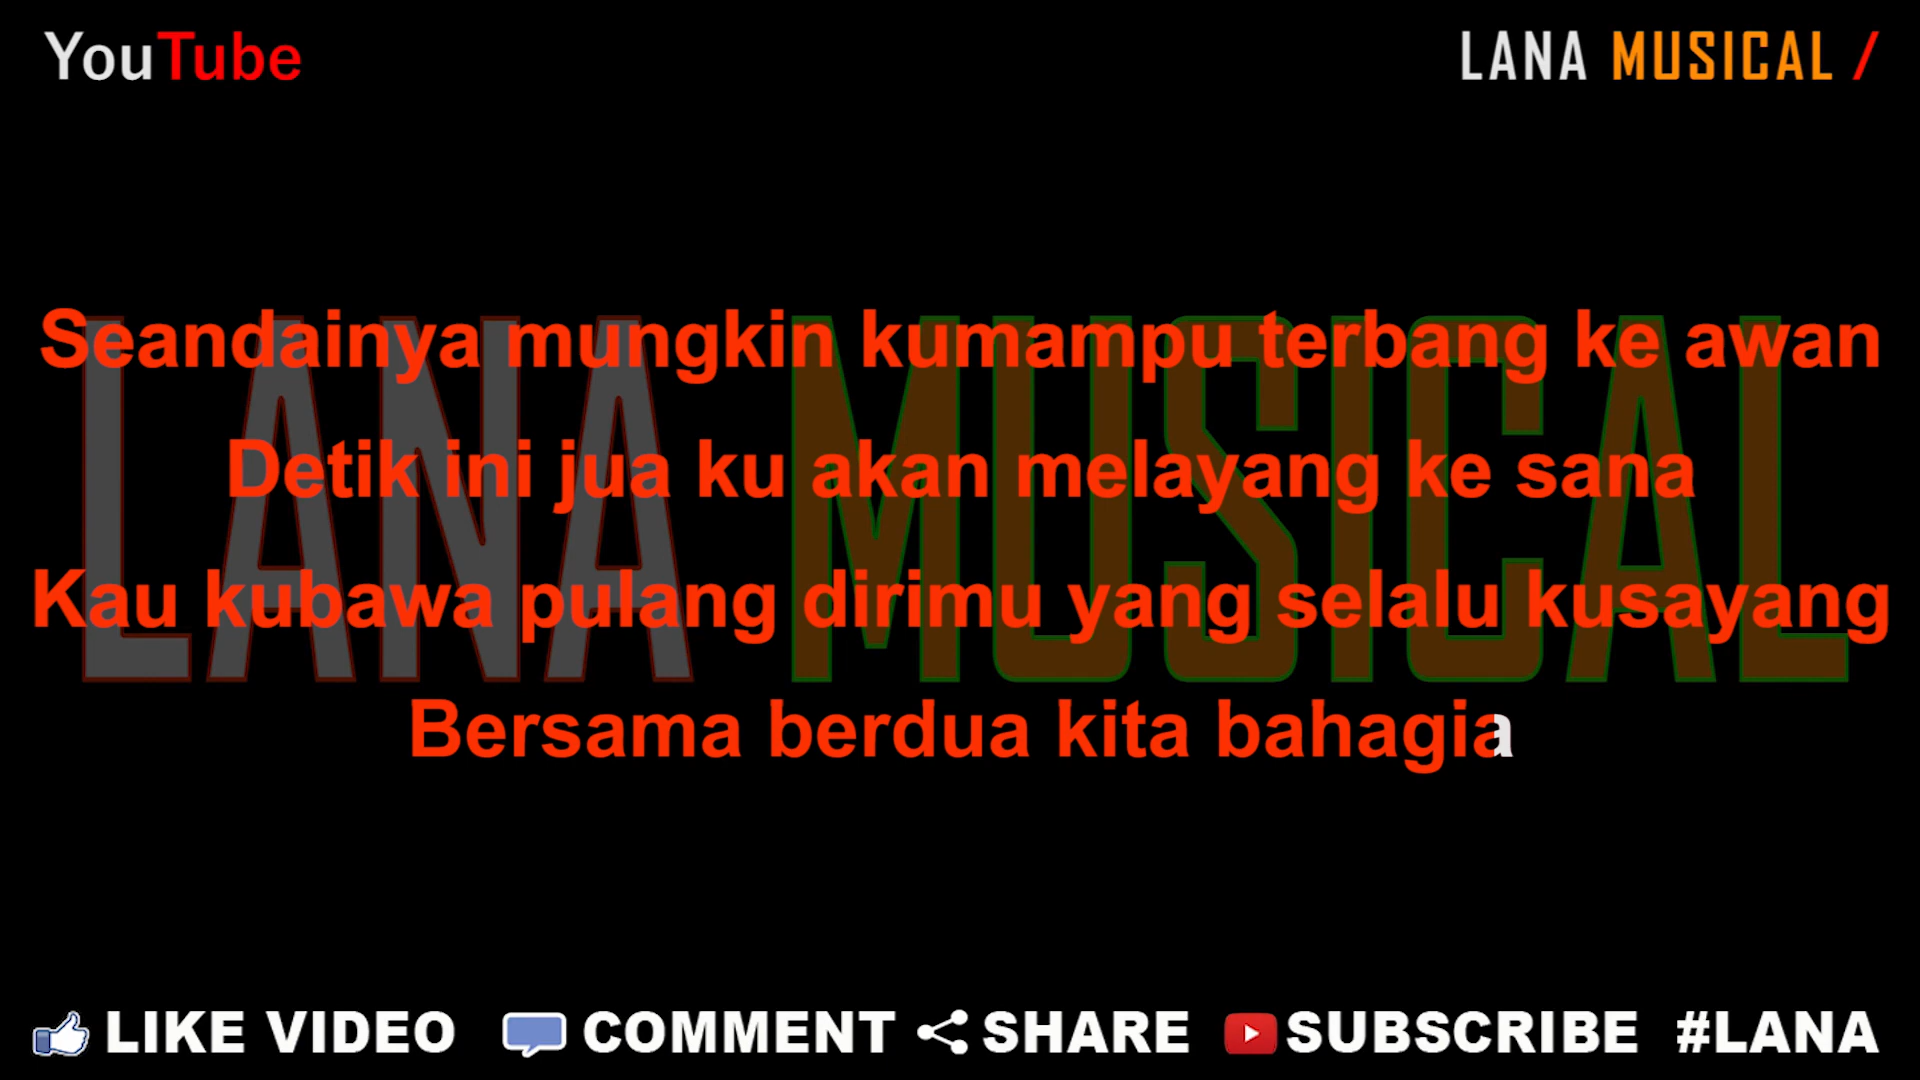 YouTube
LANA MUSICAL /
LANA MUSICAL
Seandainya mungkin kumampu terbang ke awan
Detik ini jua ku akan melayang ke sana
Kau kubawa pulang dirimu yang selalu kusayang
Bersama berdua kita bahagia
LIKE VIDEO COMMENT SHARE SUBSCRIBE #LANA